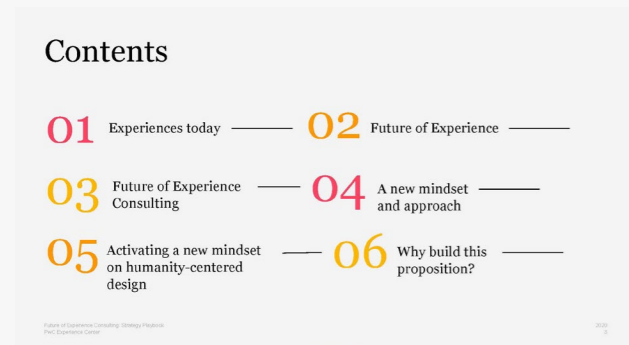 Contents
01 Experiences today
02 Future of Experience
03 Future of Experience
Consulting
04 A new mindset
and approach
05 Activating a new mindset
on humanity-centered
design
06 Why build this
proposition?
Future of Experience Consulting: Strategy Playbook
PwC Experience Center
2020